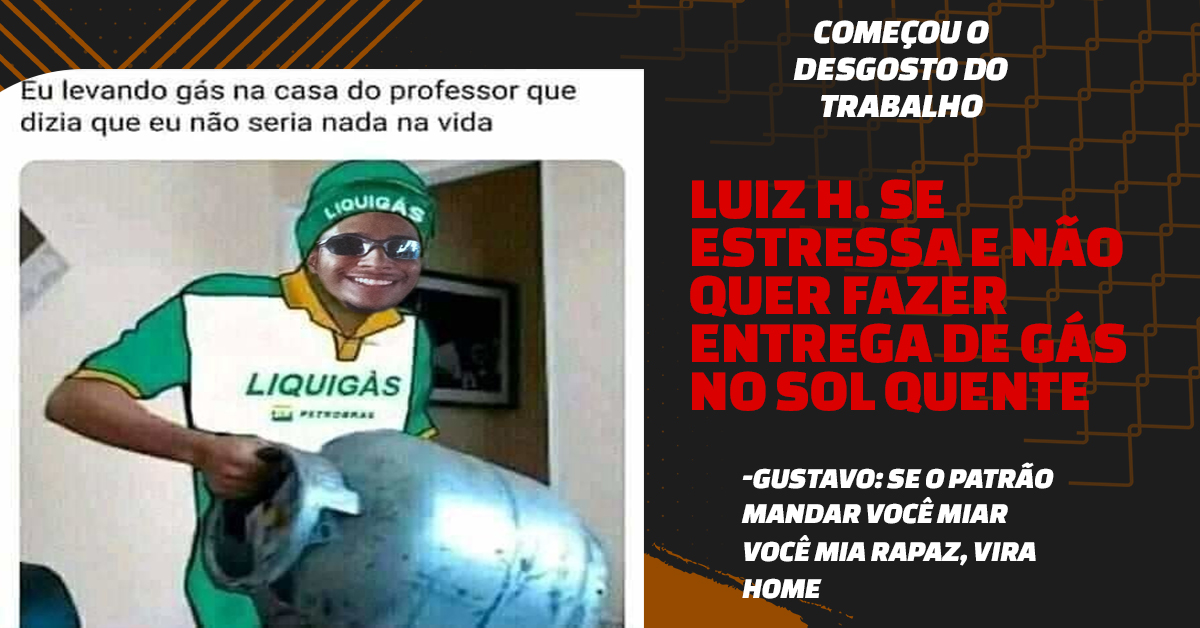 Eu levando gás na casa do professor que
dizia que eu não seria nada na vida
LIQUIGÁS
LIQUIGÀS
PETROBRAS
COMEÇOU O
DESGOSTO DO
TRABALHO
LUIZ H. SE
ESTRESSA E NÃO
QUER FAZER
ENTREGA DE GÁS
NO SOL QUENTE
-GUSTAVO: SE O PATRÃO
MANDAR VOCÊ MIAR
VOCÊ MIA RAPAZ, VIRA
HOME